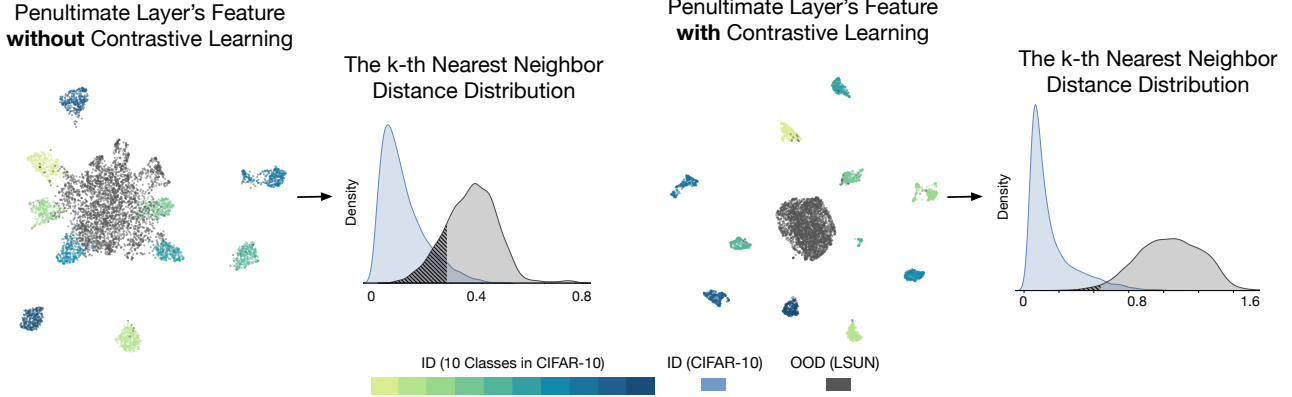 Penultimate Layer's Feature
without Contrastive Learning
The k-th Nearest Neighbor
Distance Distribution
Density
0
0.4
0.8
Penultimate Layer's Feature
with Contrastive Learning
The k-th Nearest Neighbor
Distance Distribution
Density
0
0.8
1.6
ID (10 Classes in CIFAR-10)
ID (CIFAR-10)
OOD (LSUN)